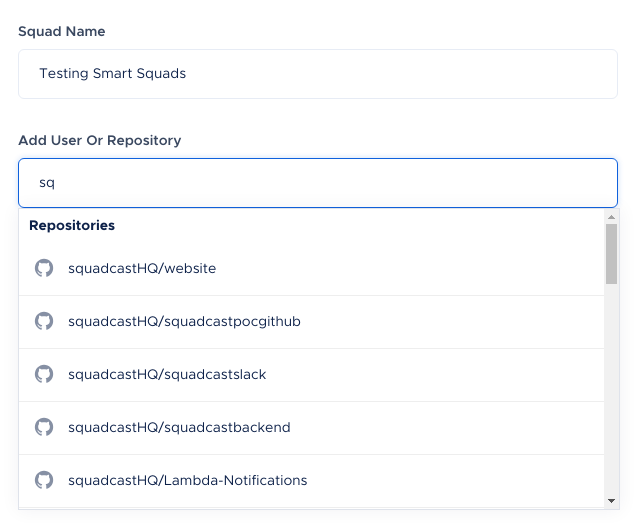 Squad Name
Testing Smart Squads
Add User Or Repository
sq
Repositories
squadcastHQ/website
squadcastHQ/squadcastpocgithub
squadcastHQ/squadcastslack
squadcastHQ/squadcastbackend
squadcastHQ/Lambda-Notifications